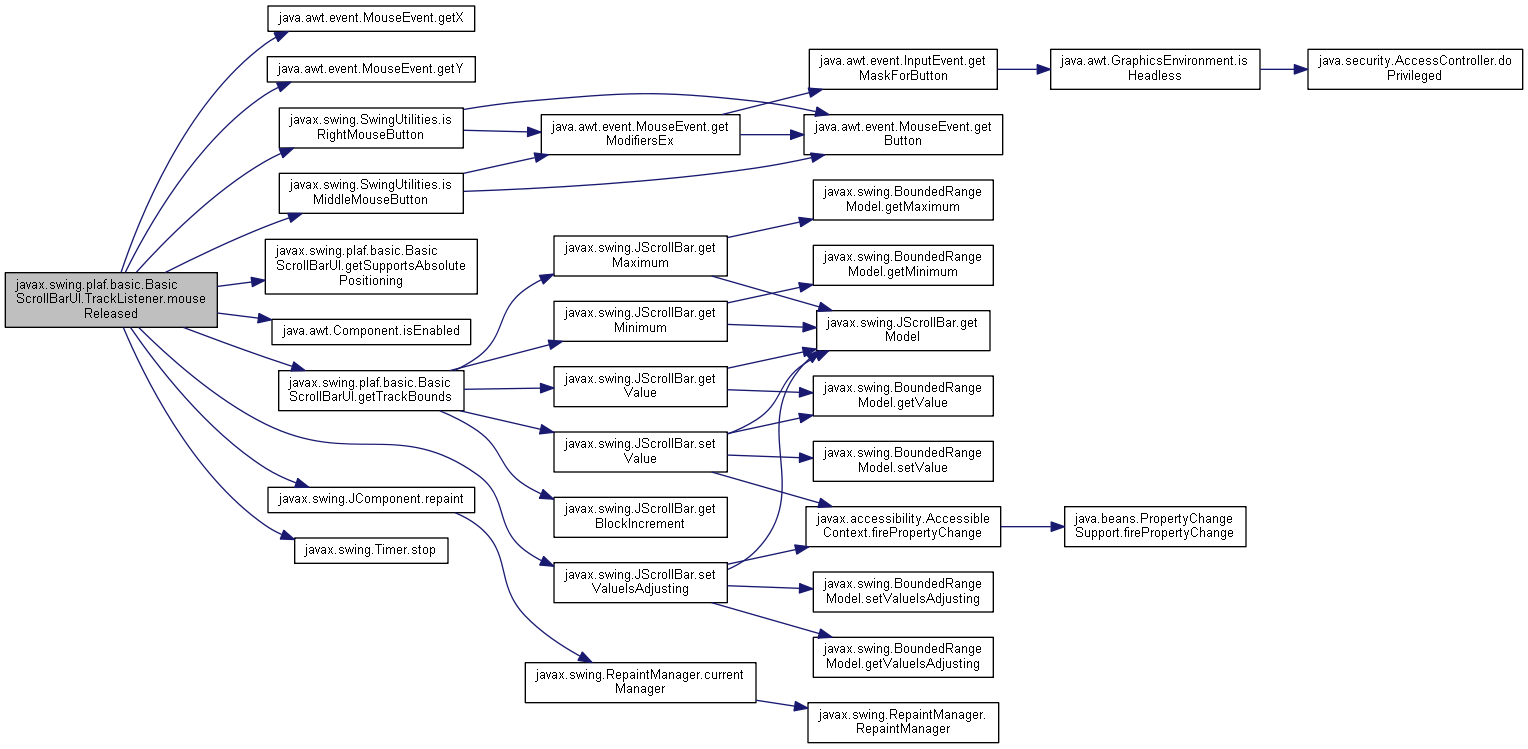 javax.swing.plaf.basic.Basic
ScrollBarUI.TrackListener.mouse
Released
java.awt.event.MouseEvent.getX
java.awt.event.MouseEvent.getY
javax.swing.SwingUtilities.is
RightMouseButton
javax.swing.SwingUtilities.is
MiddleMouseButton
javax.swing.plaf.basic.Basic
ScrollBarUI.getSupportsAbsolute
Positioning
java.awt.Component.isEnabled
javax.swing.plaf.basic.Basic
ScrollBarUI.getTrackBounds
javax.swing.JComponent.repaint
javax.swing.Timer.stop
java.awt.event.MouseEvent.get
ModifiersEx
javax.swing.JScrollBar.get
Maximum
javax.swing.JScrollBar.get
Minimum
javax.swing.JScrollBar.get
Value
javax.swing.JScrollBar.set
Value
javax.swing.JScrollBar.get
BlockIncrement
javax.swing.JScrollBar.set
ValueIsAdjusting
javax.swing.RepaintManager.current
Manager
java.awt.event.InputEvent.get
MaskForButton
java.awt.event.MouseEvent.get
Button
javax.swing.BoundedRange
Model.getMaximum
javax.swing.BoundedRange
Model.getMinimum
javax.swing.JScrollBar.get
Model
javax.swing.BoundedRange
Model.getValue
javax.swing.BoundedRange
Model.setValue
javax.accessibility.Accessible
Context.firePropertyChange
javax.swing.BoundedRange
Model.setValueIsAdjusting
javax.swing.BoundedRange
Model.getValueIsAdjusting
javax.swing.RepaintManager.
RepaintManager
java.awt.GraphicsEnvironment.is
Headless
java.beans.PropertyChange
Support.firePropertyChange
java.security.AccessController.do
Privileged